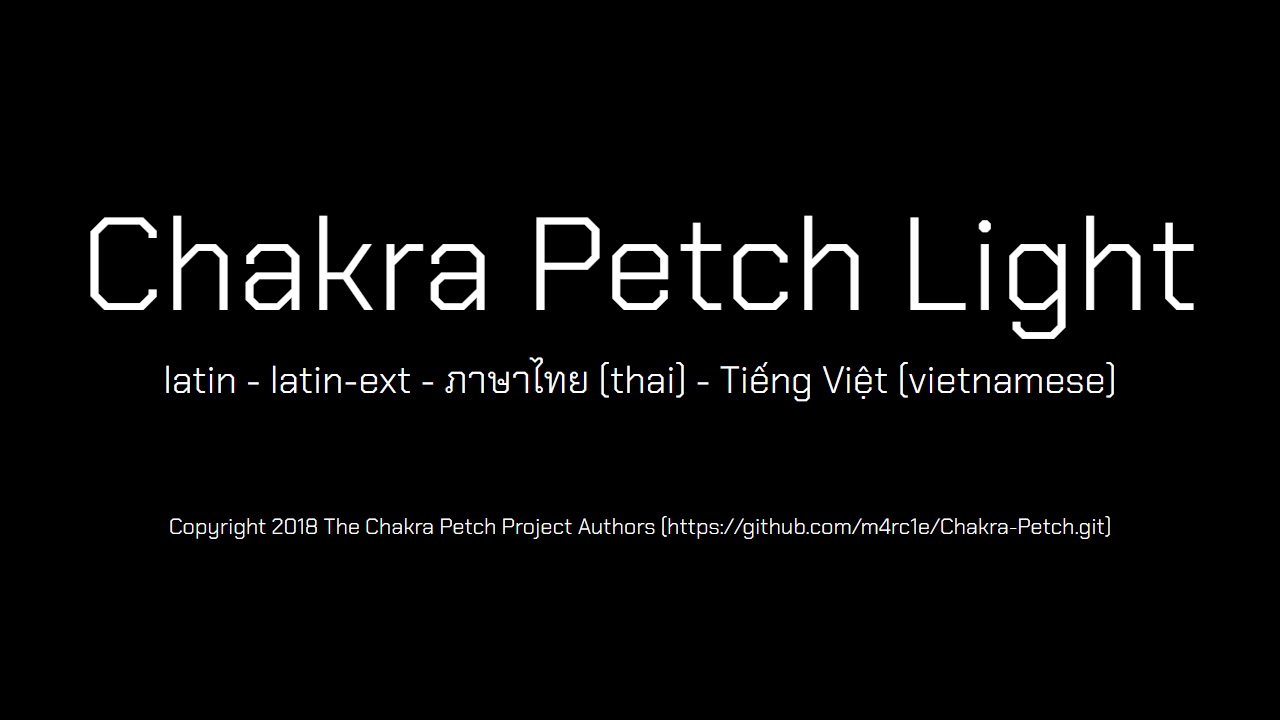 Chakra Petch Light
latin - latin-ext - ภาษาไทย (thai) - Tiếng Việt (vietnamese)
Copyright 2018 The Chakra Petch Project Authors (https://github.com/m4rc1e/Chakra-Petch.git)